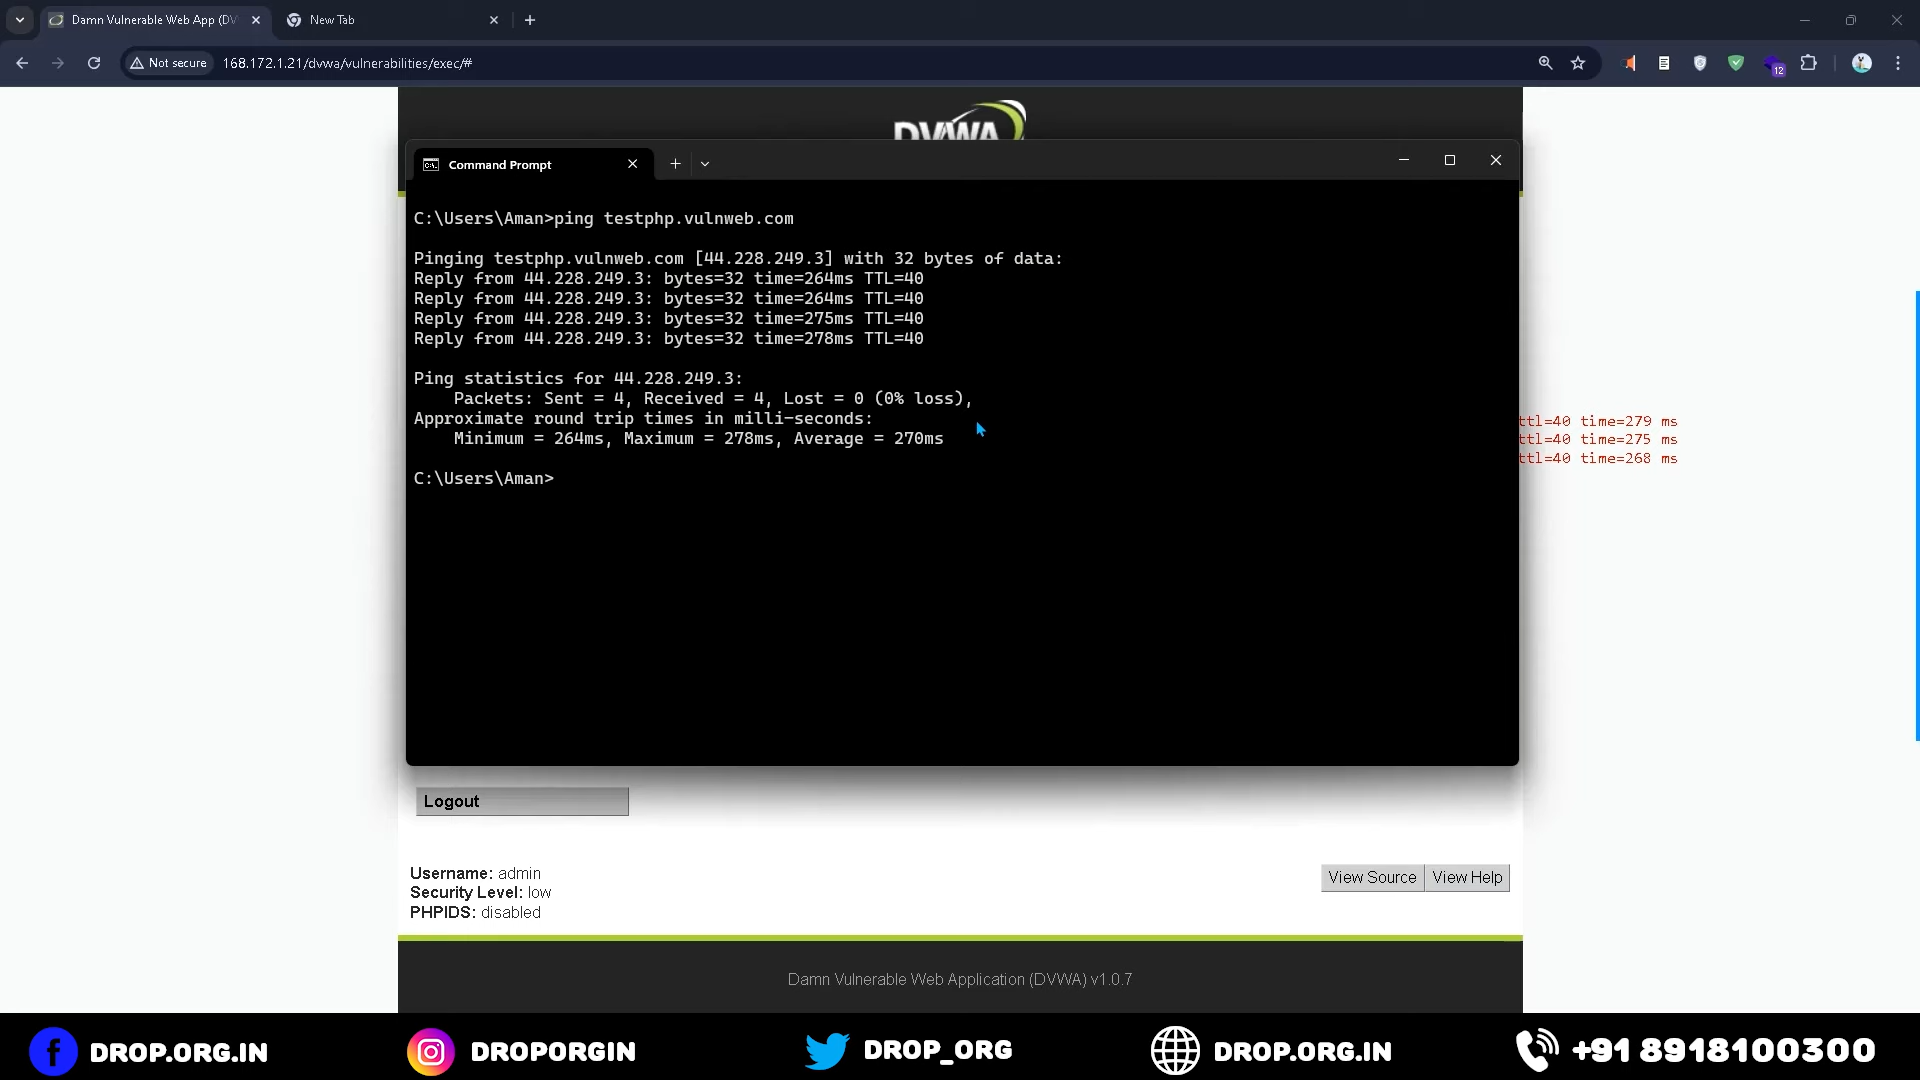 Damn Vulnerable Web App (DV
New Tab
Not secure
168.172.1.21/dvwa/vulnerabilities/exec/#
12
DVWA
Command Prompt
C:\Users\Aman>ping testphp.vulnweb.com
Pinging testphp.vulnweb.com [44.228.249.3] with 32 bytes of data:
Reply from 44.228.249.3: bytes=32 time=264ms TTL=40
Reply from 44.228.249.3: bytes=32 time=264ms TTL=40
Reply from 44.228.249.3: bytes=32 time=275ms TTL=40
Reply from 44.228.249.3: bytes=32 time=278ms TTL=40
Ping statistics for 44.228.249.3:
Packets: Sent = 4, Received = 4, Lost = 0 (0% loss),
Approximate round trip times in milli-seconds:
Minimum = 264ms, Maximum = 278ms, Average = 270ms
C:\Users\Aman>
ttl=40 time=279 ms
ttl=40 time=275 ms
ttl=40 time=268 ms
Logout
Username: admin
Security Level: low
PHPIDS: disabled
View Source
View Help
Damn Vulnerable Web Application (DVWA) v1.0.7
DROP.ORG.IN
DROPORGIN
DROP_ORG
DROP.ORG.IN
+91 8918100300